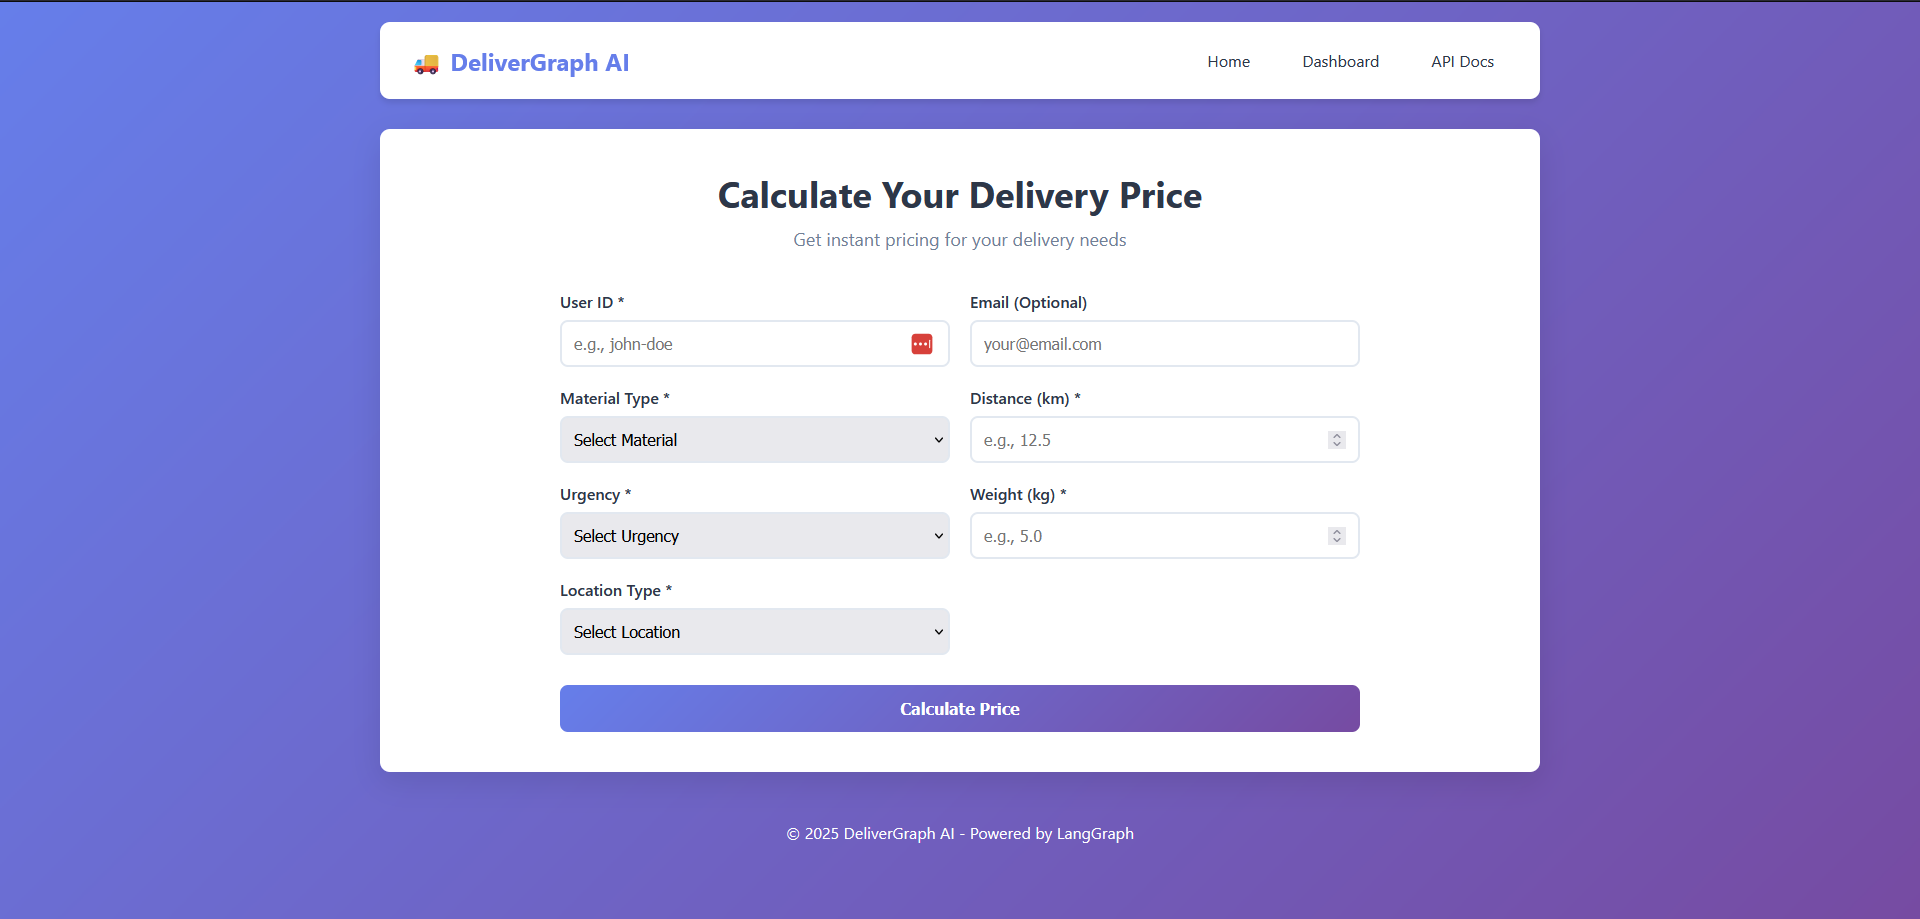 DeliverGraph AI
Home Dashboard API Docs
Calculate Your Delivery Price
Get instant pricing for your delivery needs
User ID * Email (Optional)
e.g., john-doe your@email.com
Material Type * Distance (km) *
Select Material e.g., 12.5
Urgency * Weight (kg) *
Select Urgency e.g., 5.0
Location Type *
Select Location
Calculate Price
© 2025 DeliverGraph AI - Powered by LangGraph